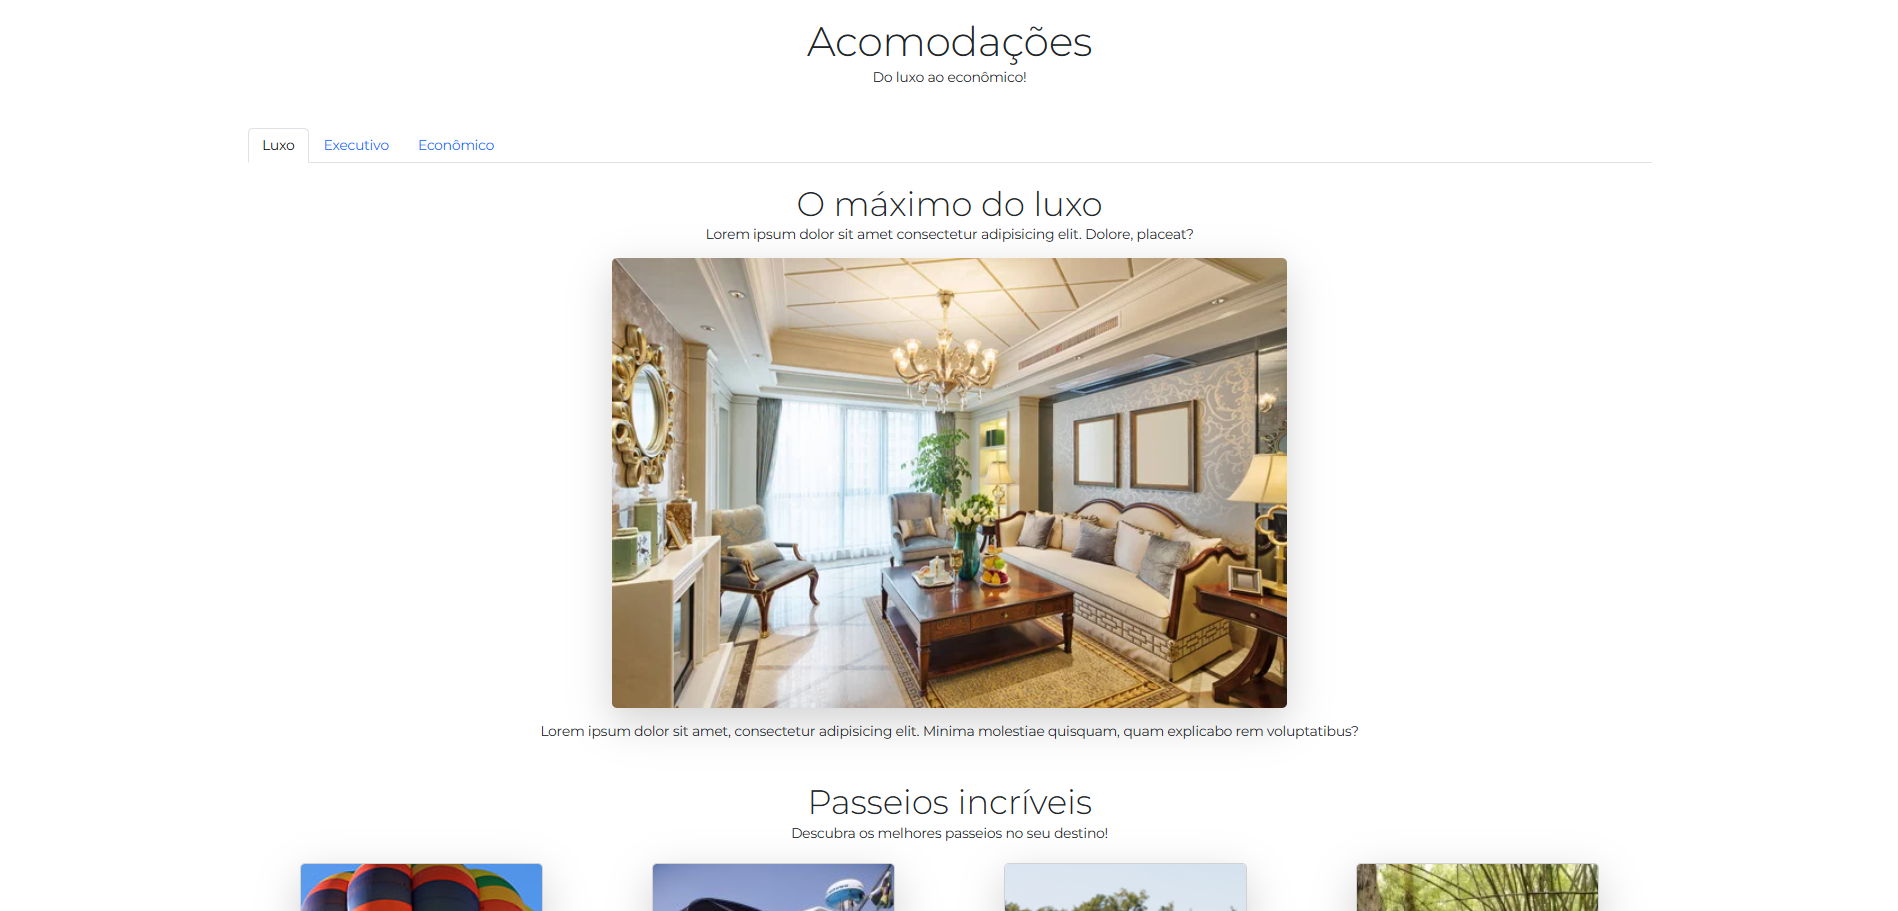 Acomodações
Do luxo ao econômico!
Luxo Executivo Econômico
O máximo do luxo
Lorem ipsum dolor sit amet consectetur adipisicing elit. Dolore, placeat?
Lorem ipsum dolor sit amet, consectetur adipisicing elit. Minima molestiae quisquam, quam explicabo rem voluptatibus?
Passeios incríveis
Descubra os melhores passeios no seu destino!